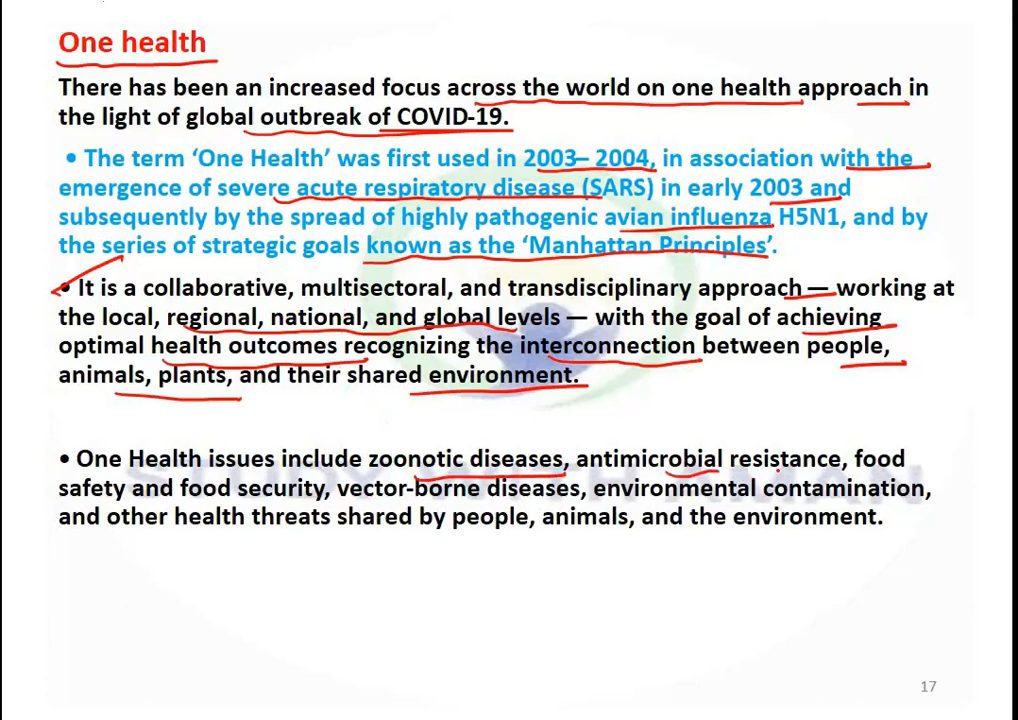 One health
There has been an increased focus across the world on one health approach in
the light of global outbreak of COVID-19.
• The term ‘One Health’ was first used in 2003– 2004, in association with the
emergence of severe acute respiratory disease (SARS) in early 2003 and
subsequently by the spread of highly pathogenic avian influenza H5N1, and by
the series of strategic goals known as the ‘Manhattan Principles’.
• It is a collaborative, multisectoral, and transdisciplinary approach — working at
the local, regional, national, and global levels — with the goal of achieving
optimal health outcomes recognizing the interconnection between people,
animals, plants, and their shared environment.
• One Health issues include zoonotic diseases, antimicrobial resistance, food
STUDY WITH AMAN
safety and food security, vector-borne diseases, environmental contamination,
and other health threats shared by people, animals, and the environment.
17